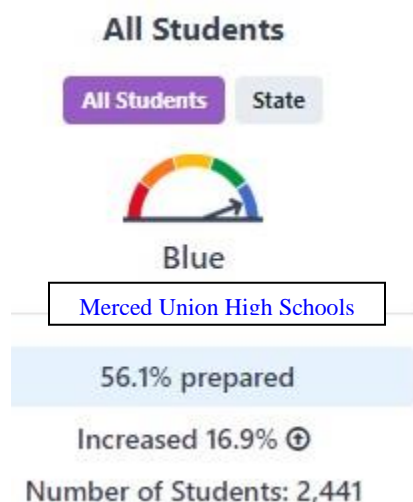 All Students
All Students State
Blue
Merced Union High Schools
56.1% prepared
Increased 16.9%
Number of Students: 2,441